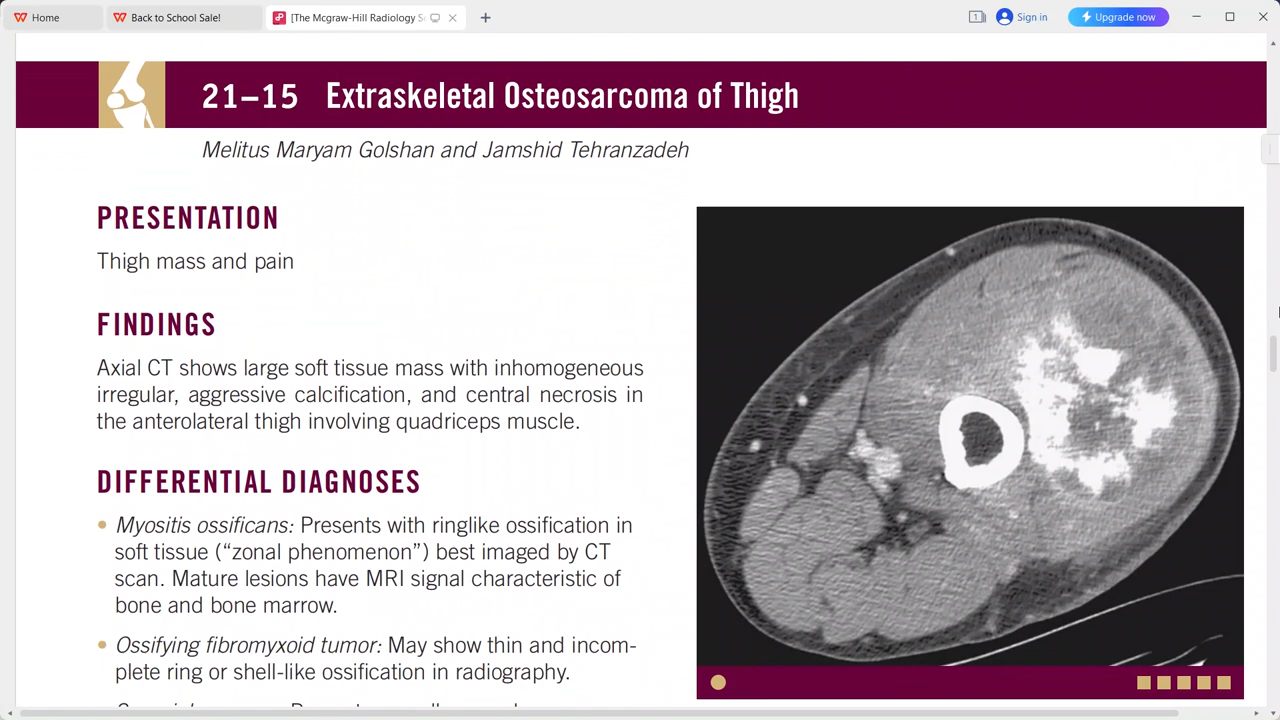 Home
Back to School Sale!
[The Mcgraw-Hill Radiology S
1
Sign in
Upgrade now
21–15 Extraskeletal Osteosarcoma of Thigh
Melitus Maryam Golshan and Jamshid Tehranzadeh
PRESENTATION
Thigh mass and pain
FINDINGS
Axial CT shows large soft tissue mass with inhomogeneous
irregular, aggressive calcification, and central necrosis in
the anterolateral thigh involving quadriceps muscle.
DIFFERENTIAL DIAGNOSES
• Myositis ossificans: Presents with ringlike ossification in
soft tissue (“zonal phenomenon”) best imaged by CT
scan. Mature lesions have MRI signal characteristic of
bone and bone marrow.
• Ossifying fibromyxoid tumor: May show thin and incom-
plete ring or shell-like ossification in radiography.